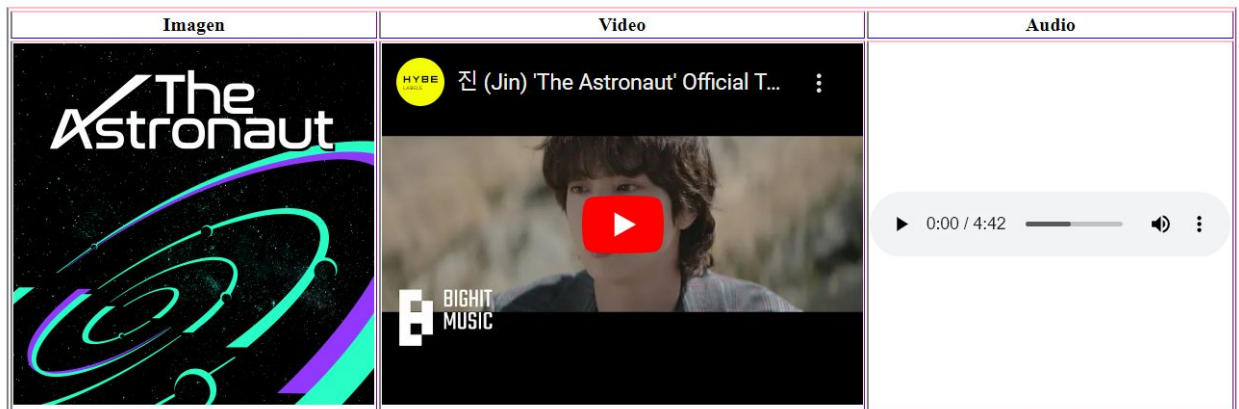 Imagen
Video
Audio
The
Astronaut
HYBE
LABELS
진 (Jin) 'The Astronaut' Official T...
BIGHIT
MUSIC
0:00 / 4:42